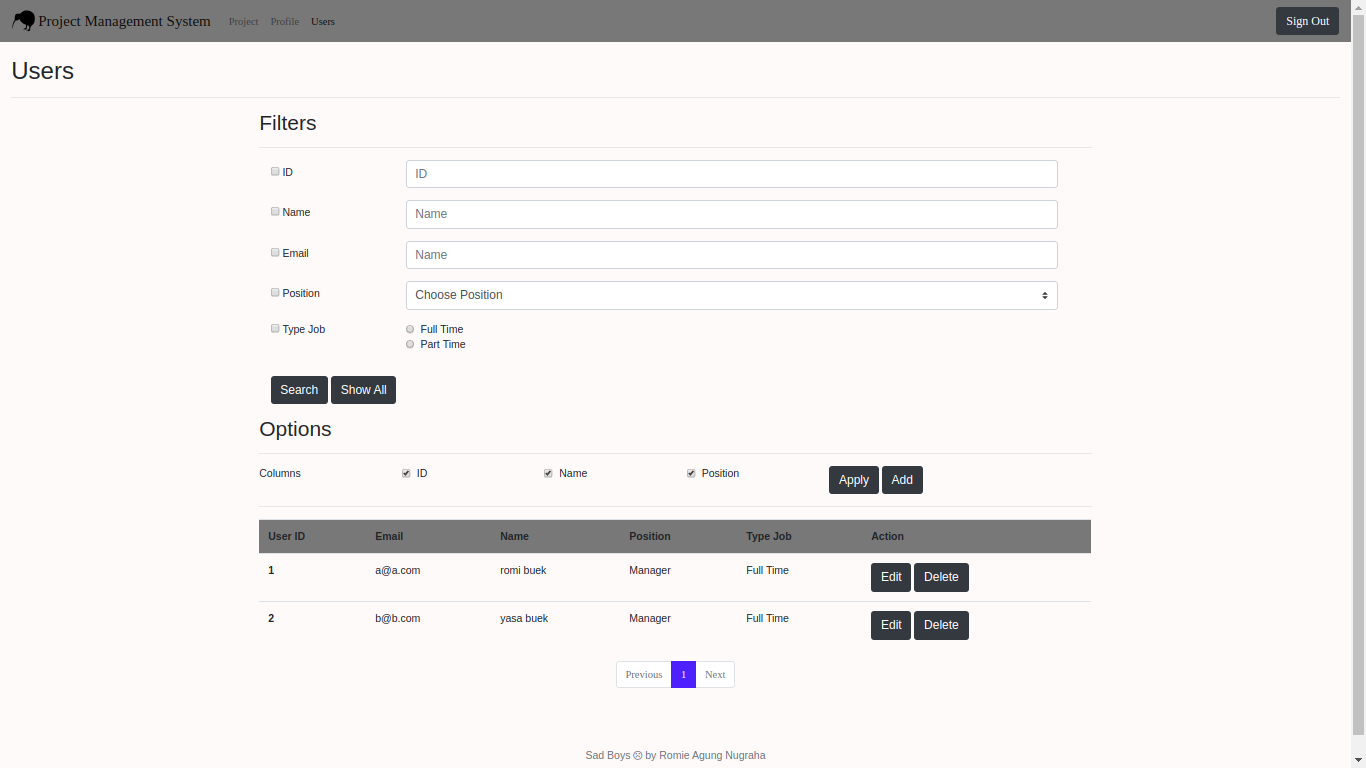 Project Management System Project Profile Users Sign Out
Users
Filters
ID ID
Name Name
Email Name
Position Choose Position
Type Job Full Time
Part Time
Search Show All
Options
Columns ID Name Position Apply Add
User ID Email Name Position Type Job Action
1 a@a.com romi buek Manager Full Time Edit Delete
2 b@b.com yasa buek Manager Full Time Edit Delete
Previous 1 Next
Sad Boys ☹ by Romie Agung Nugraha